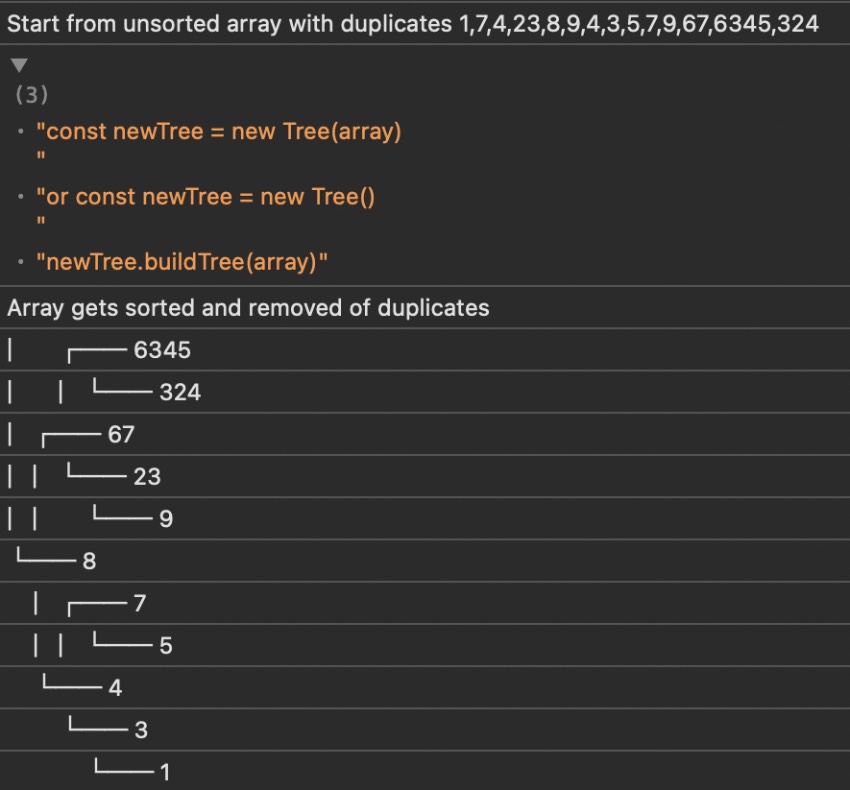 Start from unsorted array with duplicates 1,7,4,23,8,9,4,3,5,7,9,67,6345,324
▼
(3)
• "const newTree = new Tree(array)
"
• "or const newTree = new Tree()
"
• "newTree.buildTree(array)"
Array gets sorted and removed of duplicates
│       ┌── 6345
│       │   └── 324
│   ┌── 67
│   │   └── 23
│   │       └── 9
└── 8
    │   ┌── 7
    │   │   └── 5
    └── 4
        └── 3
            └── 1